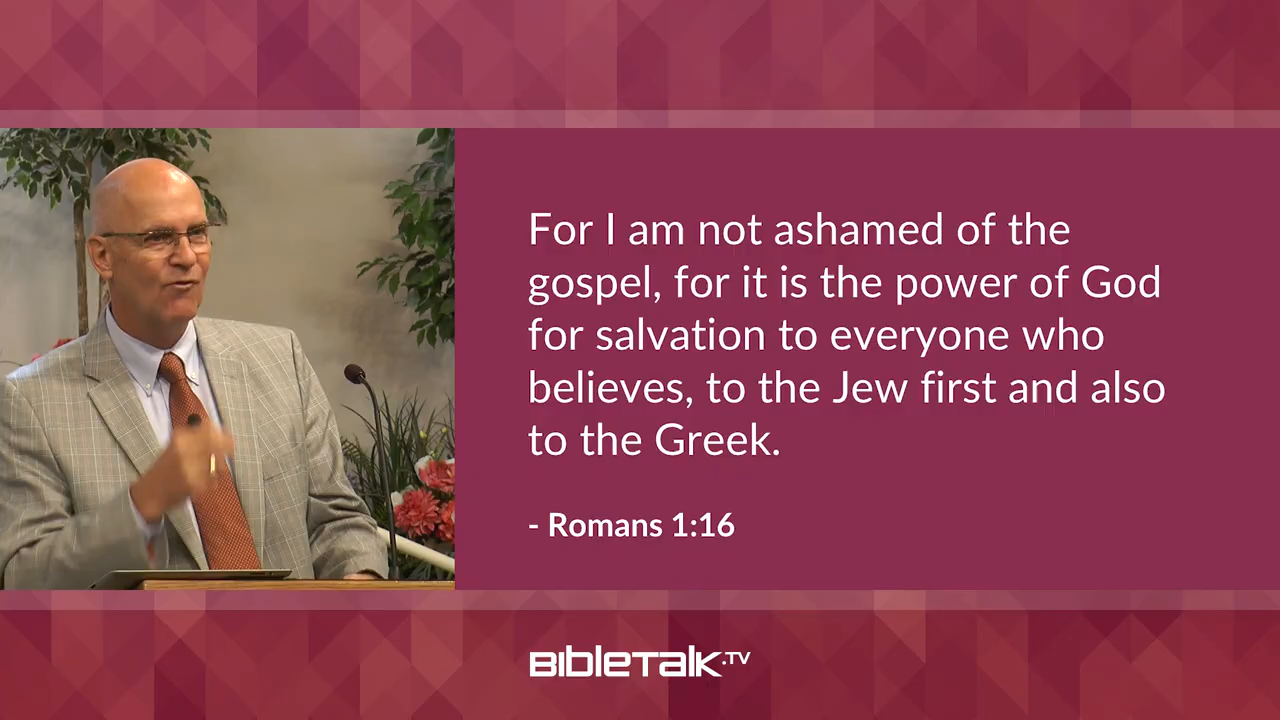 For I am not ashamed of the
gospel, for it is the power of God
for salvation to everyone who
believes, to the Jew first and also
to the Greek.
- Romans 1:16
BIBLETALK.TV